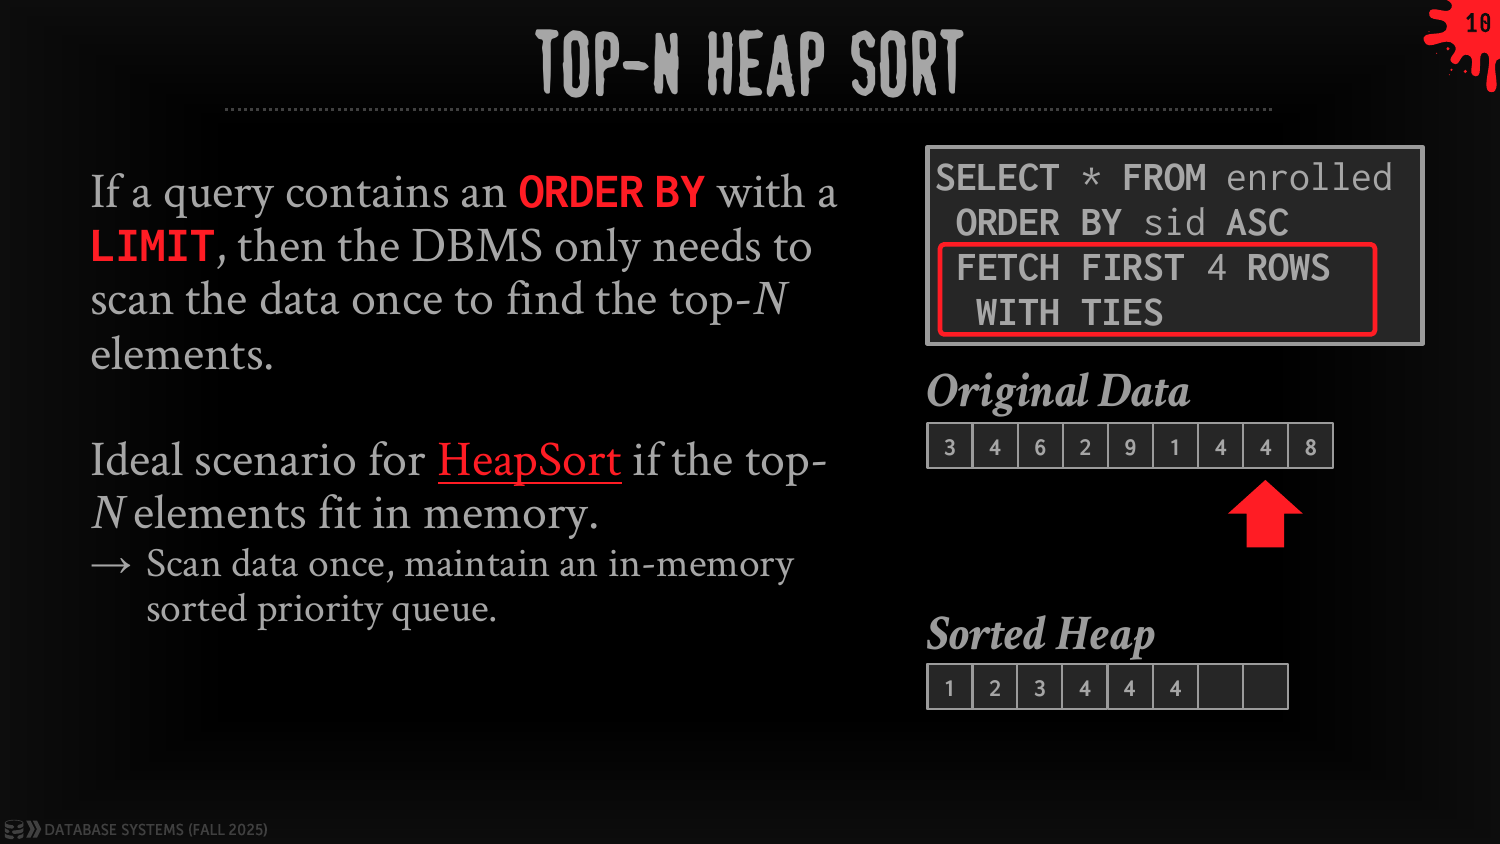 10
TOP-N HEAP SORT
If a query contains an ORDER BY with a
LIMIT, then the DBMS only needs to
scan the data once to find the top-N
elements.
Ideal scenario for HeapSort if the top-
N elements fit in memory.
→ Scan data once, maintain an in-memory
sorted priority queue.
SELECT * FROM enrolled
ORDER BY sid ASC
FETCH FIRST 4 ROWS
WITH TIES
Original Data
3 4 6 2 9 1 4 4 8
Sorted Heap
1 2 3 4 4 4
DATABASE SYSTEMS (FALL 2025)